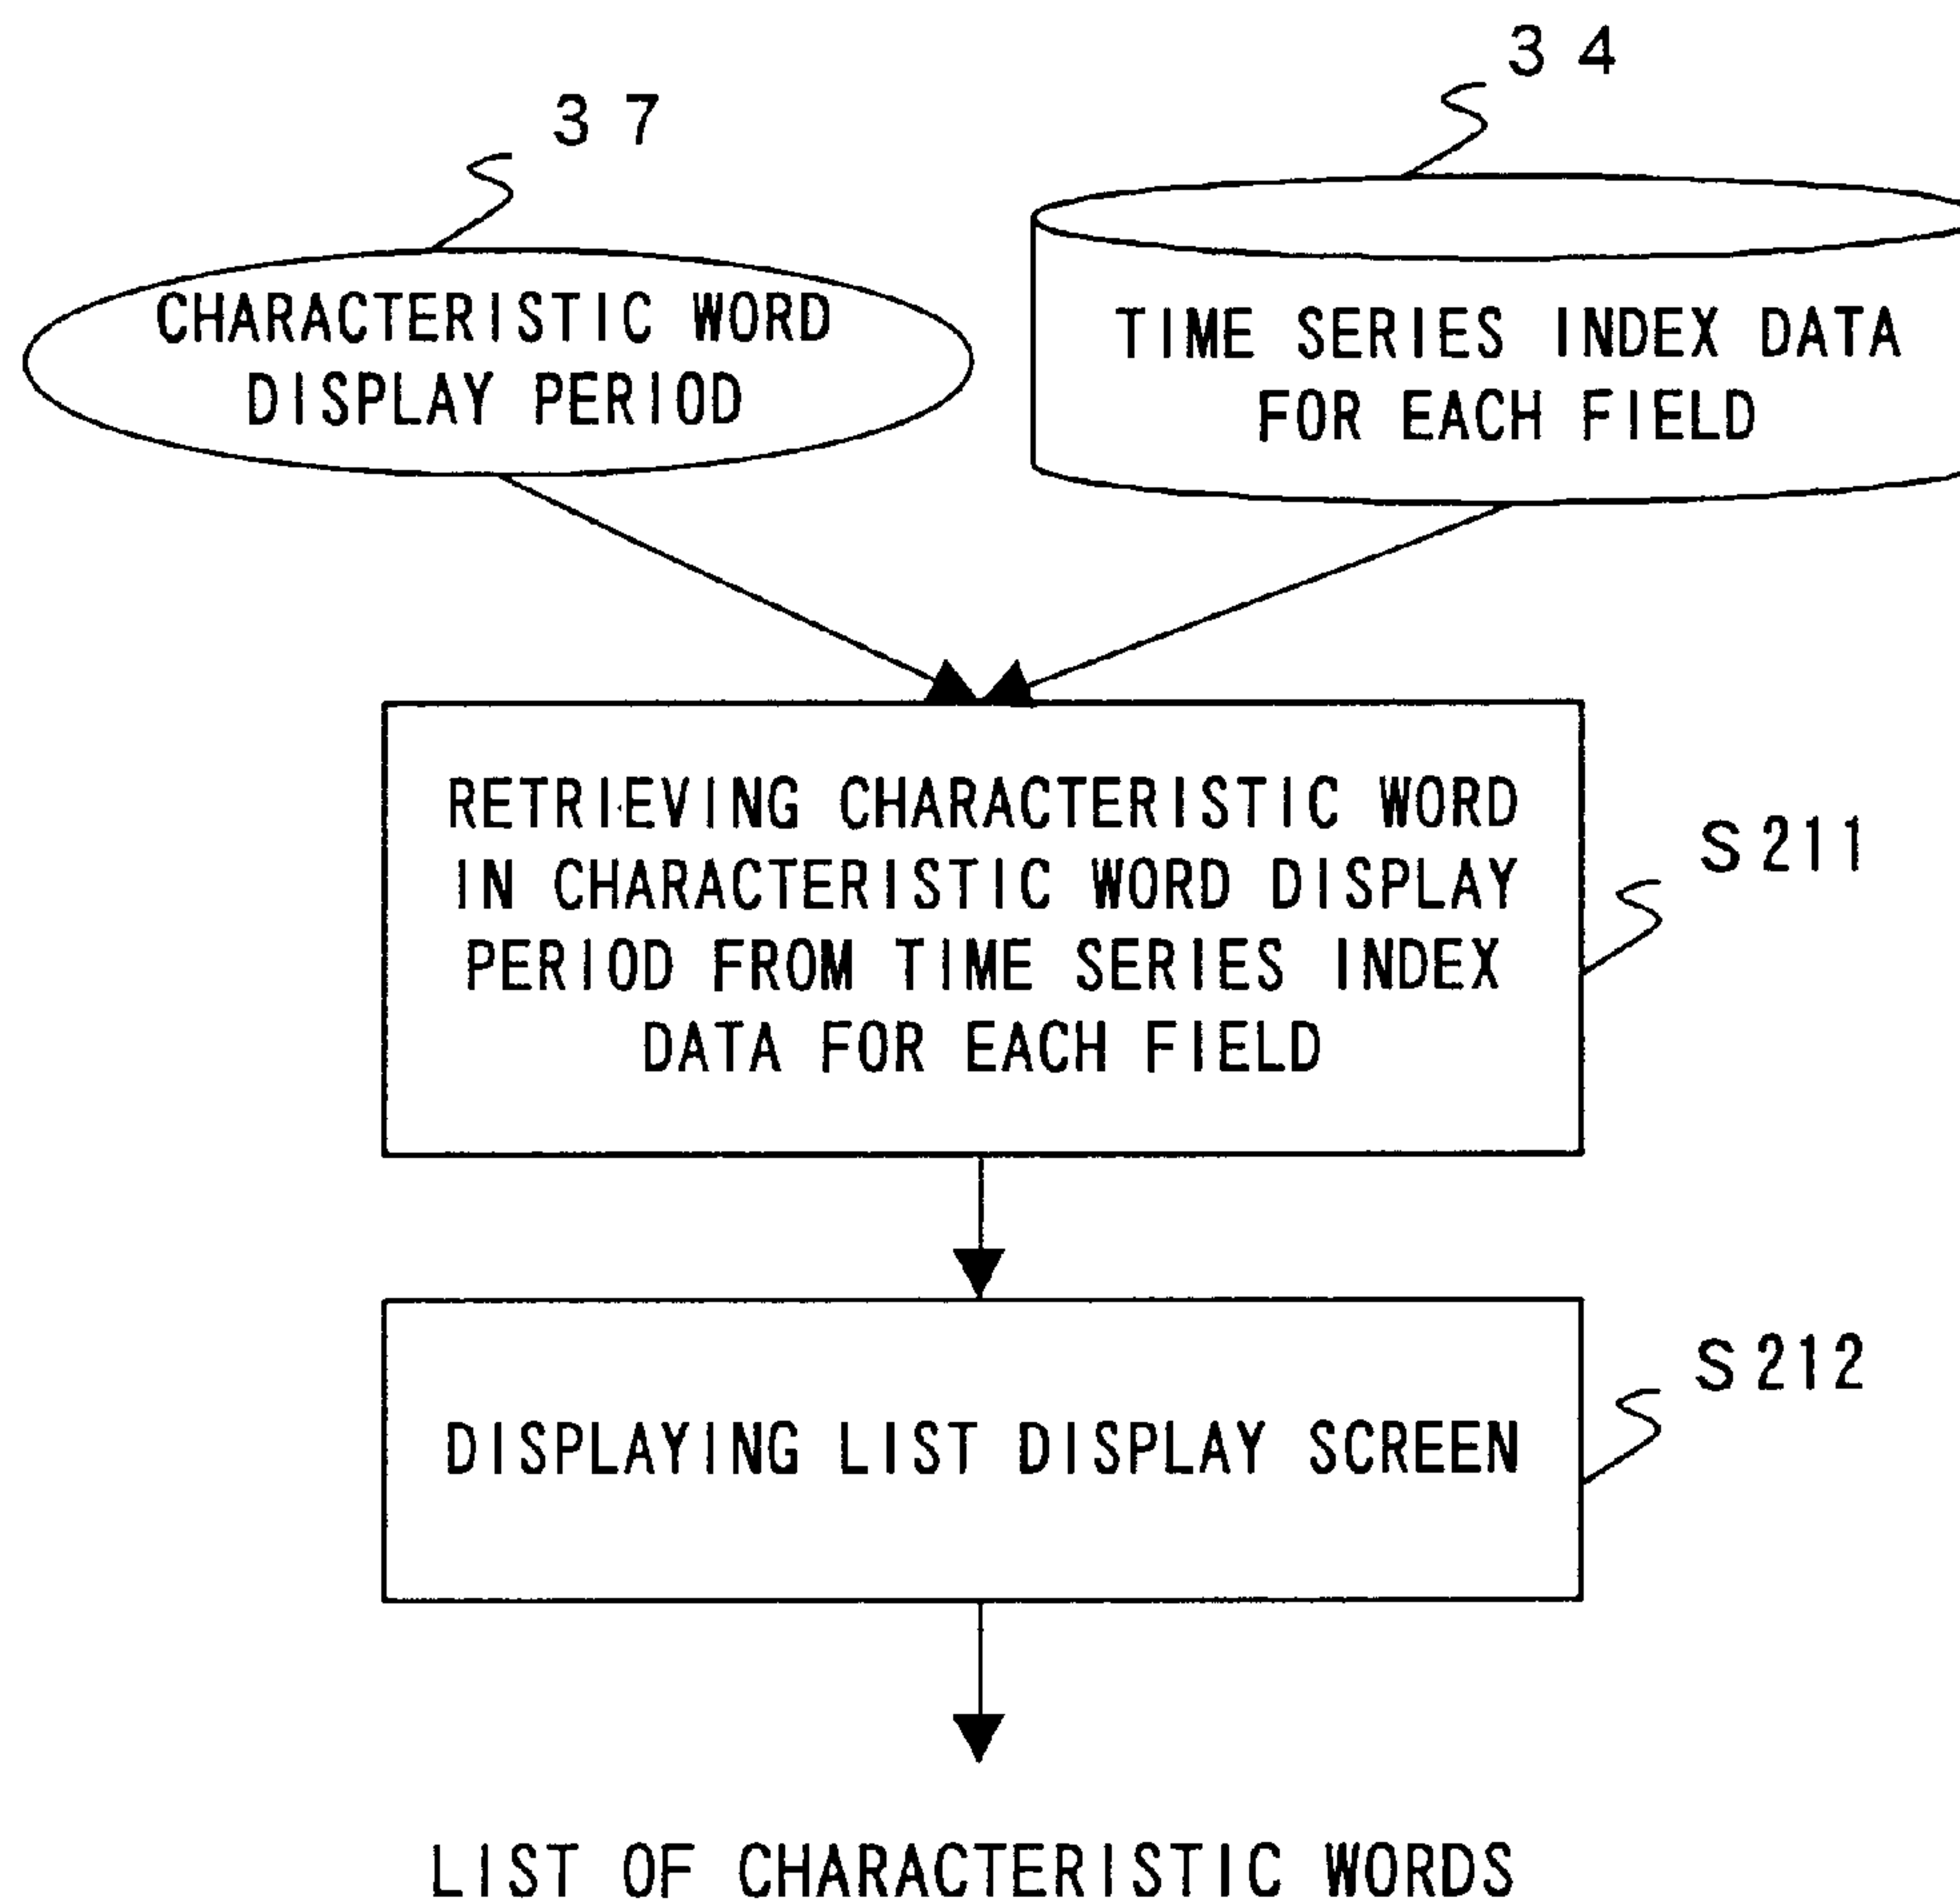 37
34
CHARACTERISTIC WORD
DISPLAY PERIOD
TIME SERIES INDEX DATA
FOR EACH FIELD
RETRIEVING CHARACTERISTIC WORD
IN CHARACTERISTIC WORD DISPLAY
PERIOD FROM TIME SERIES INDEX
DATA FOR EACH FIELD
S211
DISPLAYING LIST DISPLAY SCREEN
S212
LIST OF CHARACTERISTIC WORDS